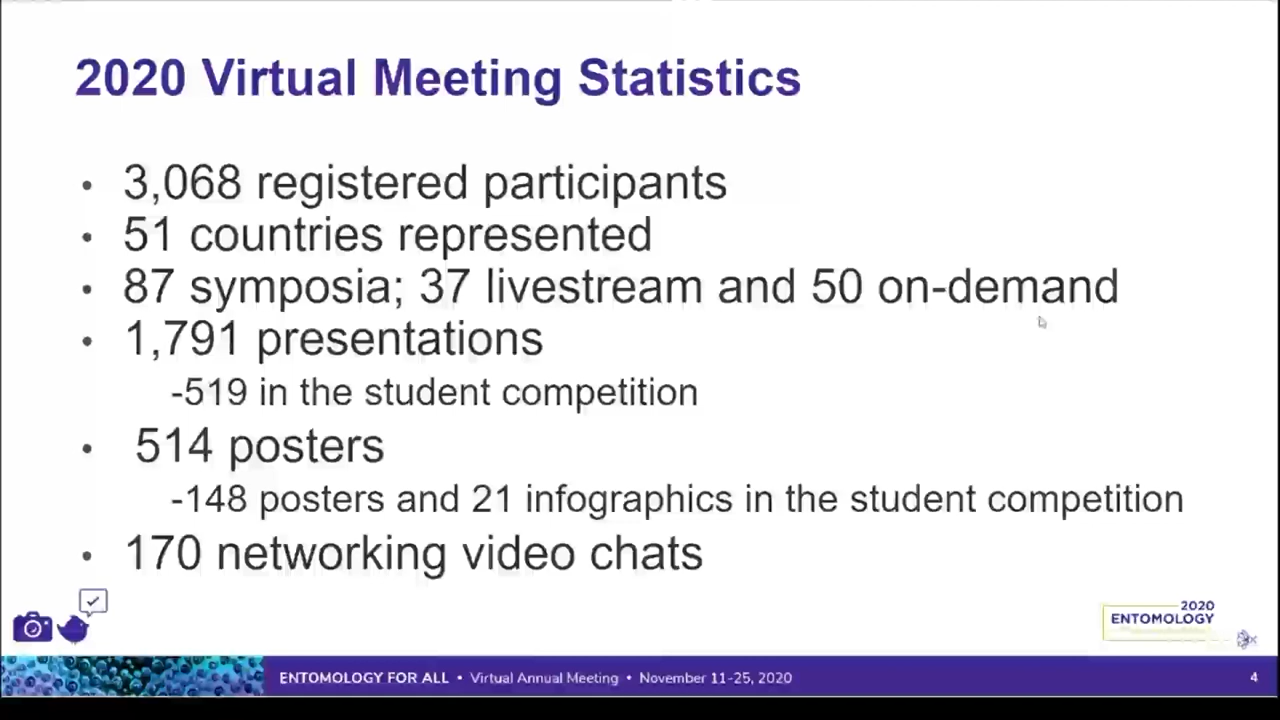 2020 Virtual Meeting Statistics
• 3,068 registered participants
• 51 countries represented
• 87 symposia; 37 livestream and 50 on-demand
• 1,791 presentations
-519 in the student competition
• 514 posters
-148 posters and 21 infographics in the student competition
• 170 networking video chats
2020
ENTOMOLOGY
ENTOMOLOGY FOR ALL • Virtual Annual Meeting • November 11-25, 2020
4